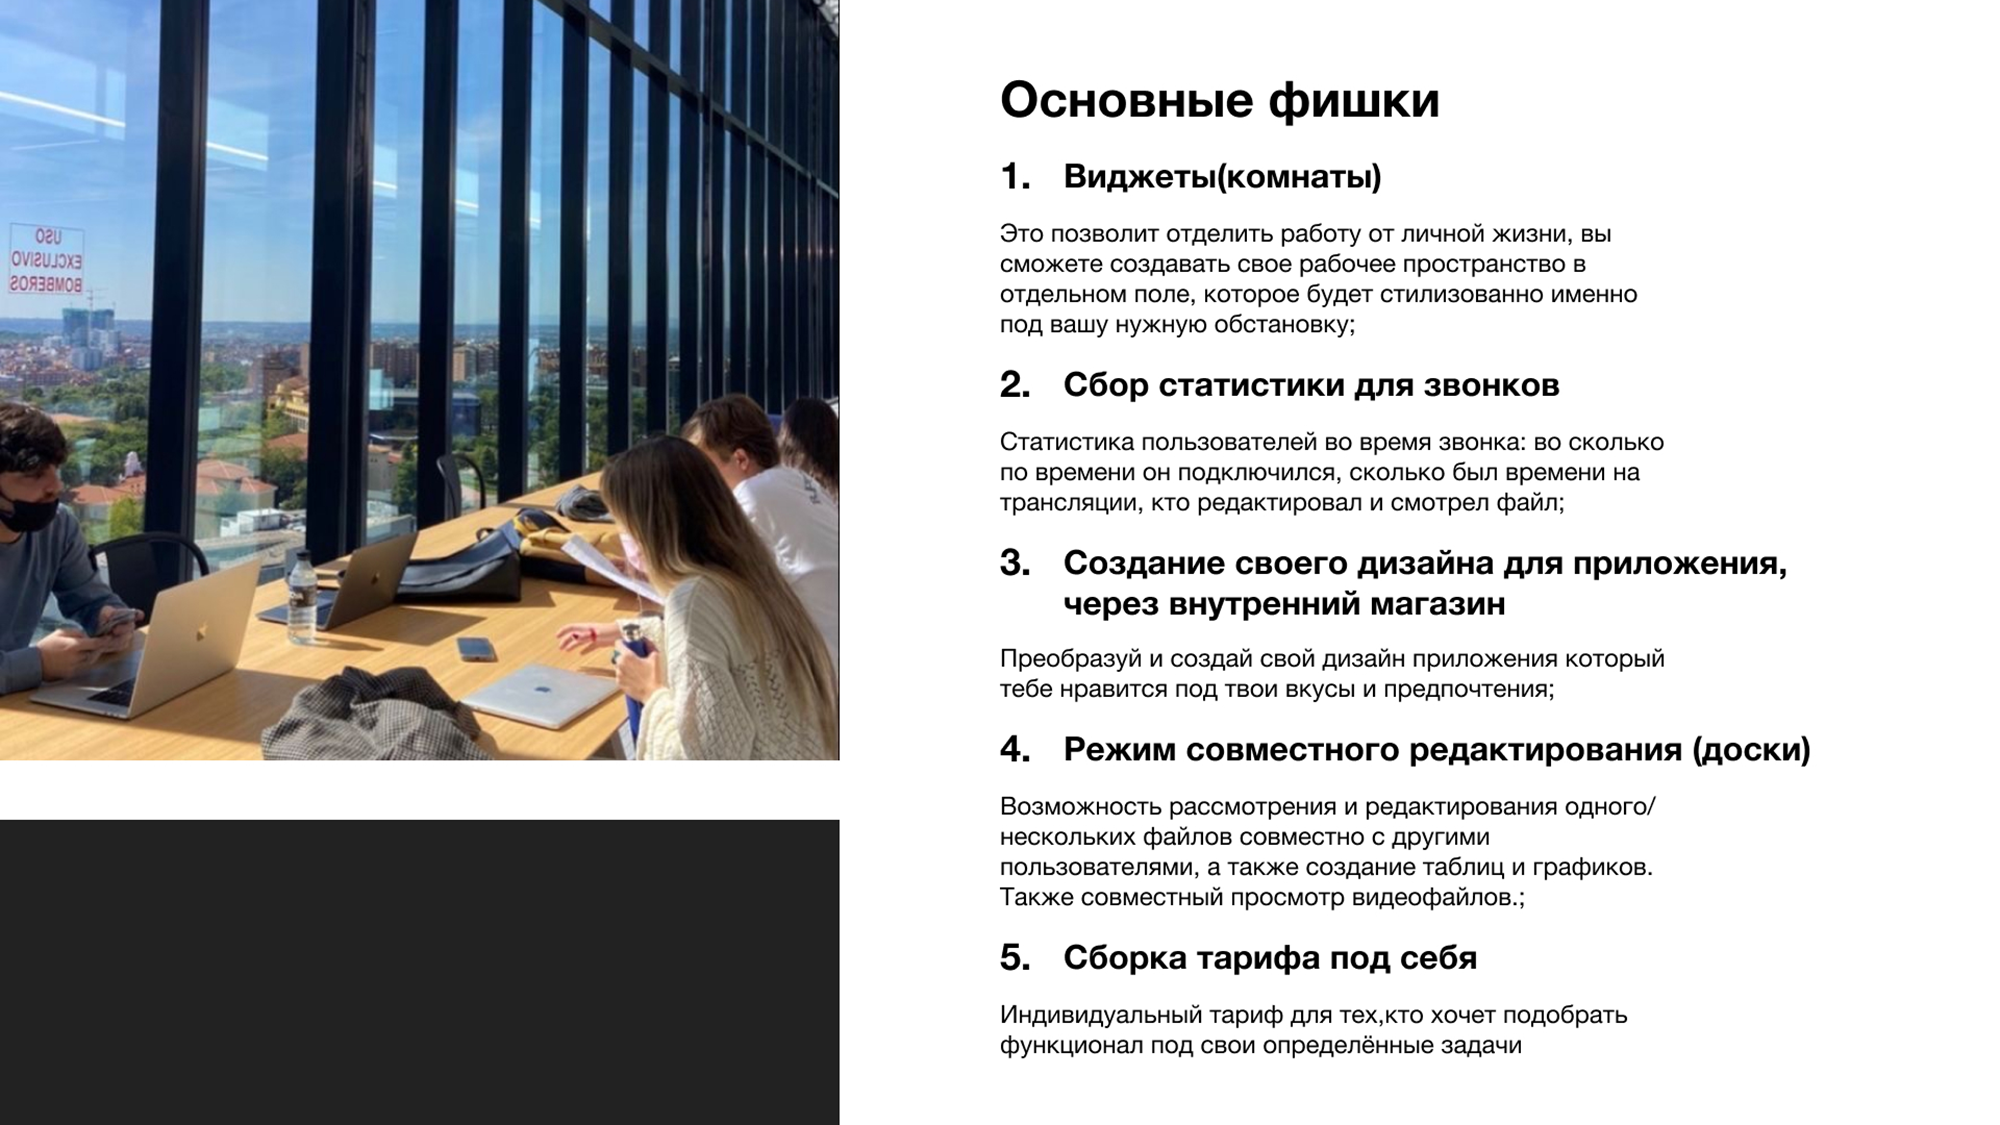 USO
EXCLUSIVO
BOMBEROS
Основные фишки
1. Виджеты(комнаты)
Это позволит отделить работу от личной жизни, вы
сможете создавать свое рабочее пространство в
отдельном поле, которое будет стилизованно именно
под вашу нужную обстановку;
2. Сбор статистики для звонков
Статистика пользователей во время звонка: во сколько
по времени он подключился, сколько был времени на
трансляции, кто редактировал и смотрел файл;
3. Создание своего дизайна для приложения,
через внутренний магазин
Преобразуй и создай свой дизайн приложения который
тебе нравится под твои вкусы и предпочтения;
4. Режим совместного редактирования (доски)
Возможность рассмотрения и редактирования одного/
нескольких файлов совместно с другими
пользователями, а также создание таблиц и графиков.
Также совместный просмотр видеофайлов.;
5. Сборка тарифа под себя
Индивидуальный тариф для тех,кто хочет подобрать
функционал под свои определённые задачи